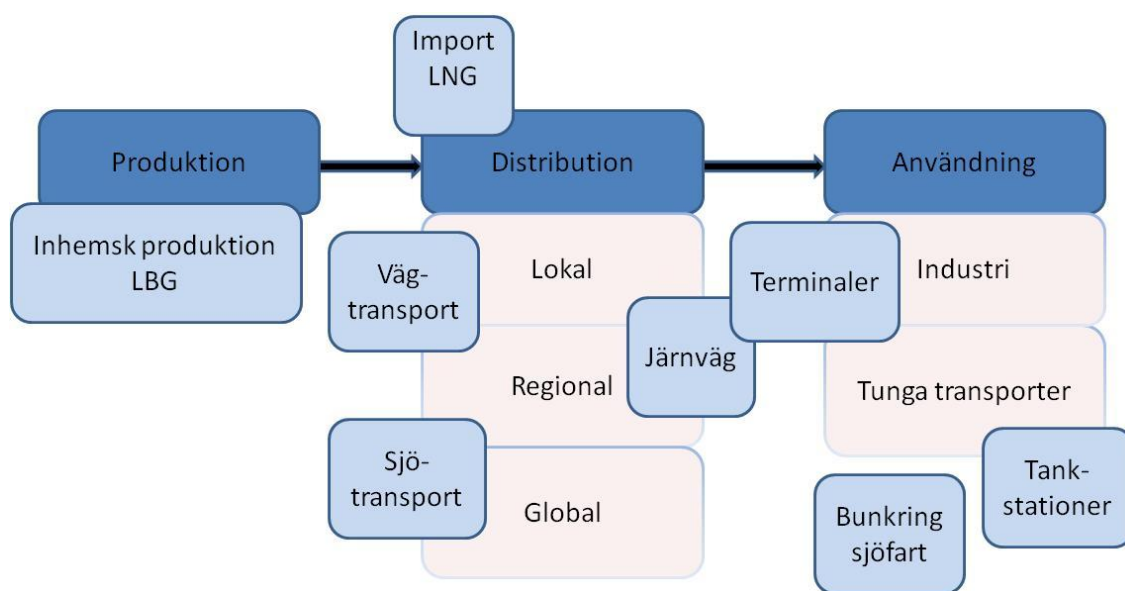 Import
LNG
Produktion
Distribution
Användning
Inhemsk produktion
LBG
Väg-
transport
Lokal
Terminaler
Industri
Järnväg
Regional
Tunga transporter
Sjö-
transport
Global
Tank-
stationer
Bunkring
sjöfart